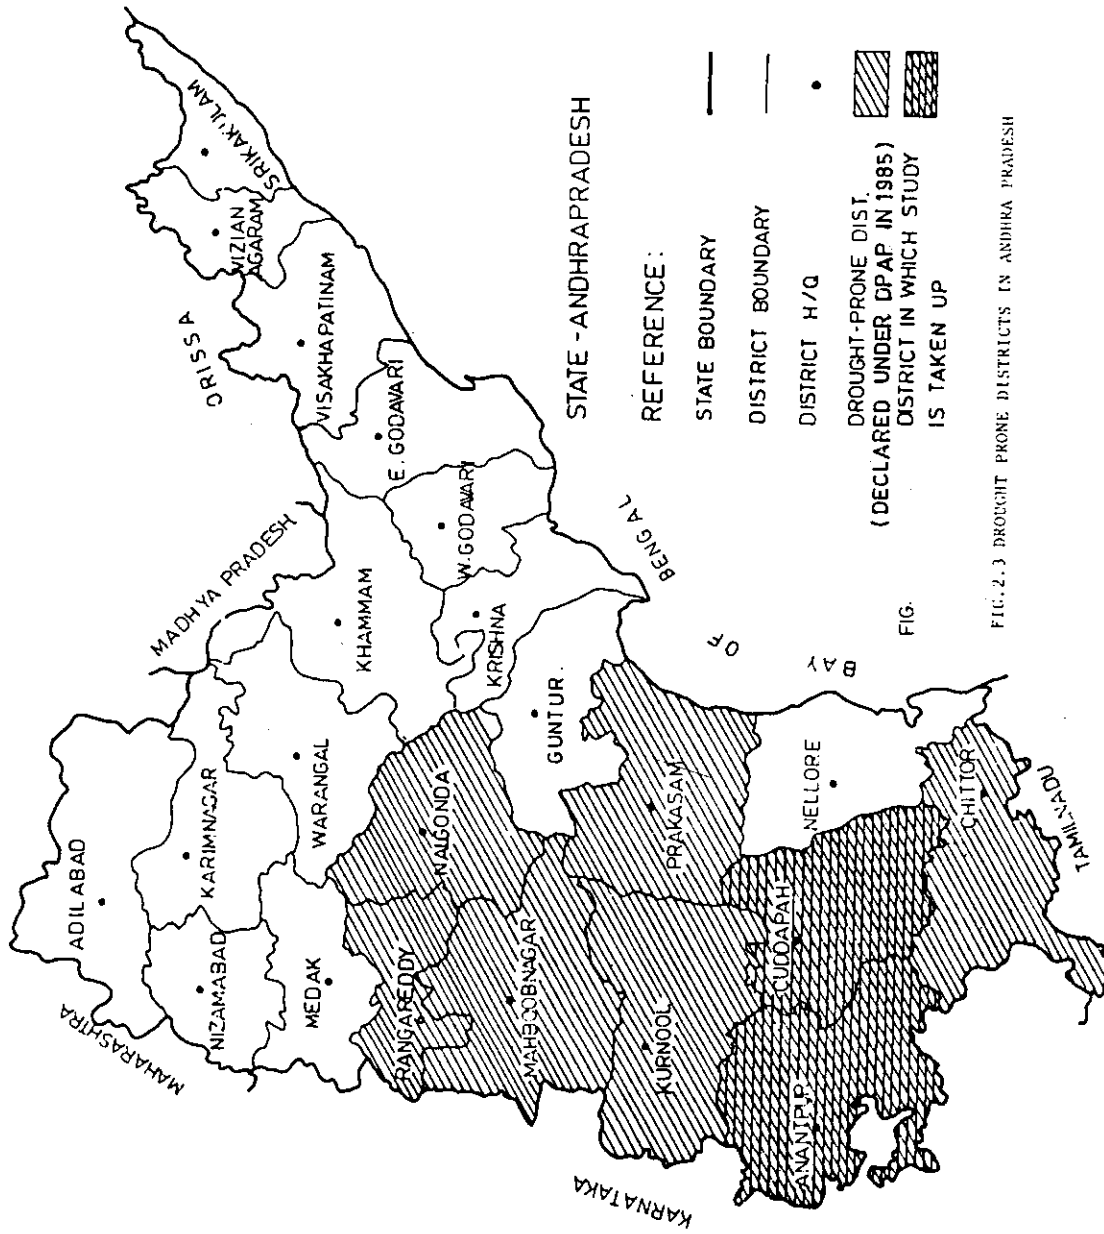 MAHARASHTRA
MADHYA PRADESH
ORISSA
KARNATAKA
TAMILNADU
BAY
OF
BENGAL
ADILABAD
NIZAMABAD
KARIMNAGAR
MEDAK
WARANGAL
KHAMMAM
RANGAREDDY
NALGONDA
MAHBOOBNAGAR
KRISHNA
W.GODAVARI
E.GODAVARI
VISAKHAPATINAM
VIZIAN
AGARAM
SRIKAKULAM
GUNTUR
PRAKASAM
KURNOOL
NELLORE
CUDDAPAH
ANANTPUR
CHITTOR
STATE - ANDHRAPRADESH
REFERENCE :
STATE BOUNDARY
DISTRICT BOUNDARY
DISTRICT H/Q
DROUGHT-PRONE DIST.
(DECLARED UNDER DPAP IN 1985)
DISTRICT IN WHICH STUDY
IS TAKEN UP
FIG.
FIG.2.3 DROUGHT PRONE DISTRICTS IN ANDHRA PRADESH